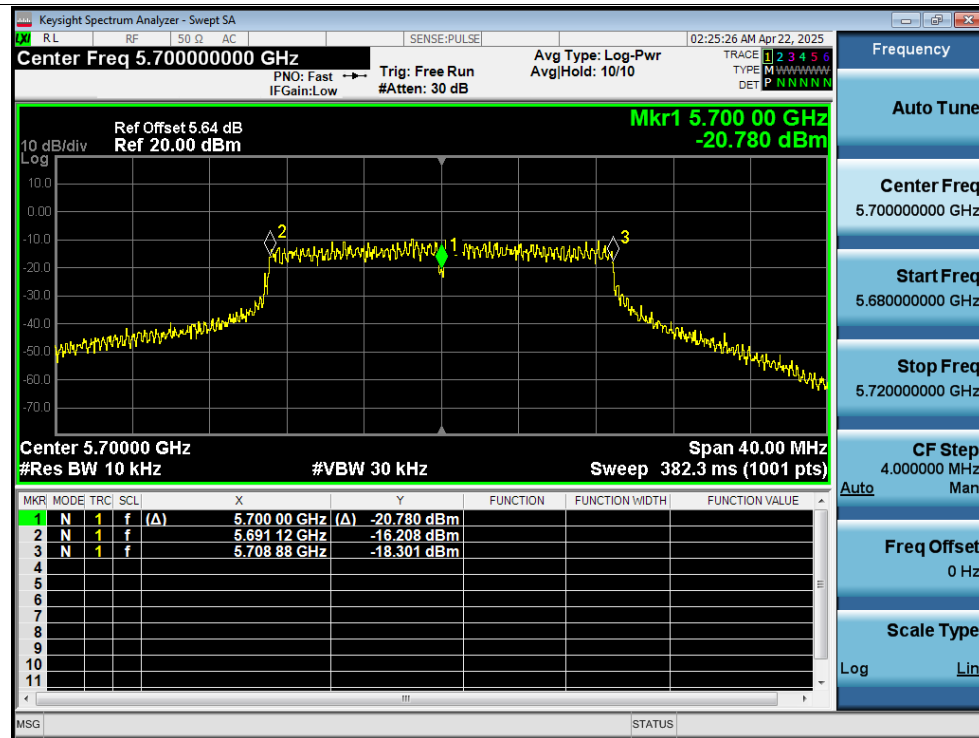 Keysight Spectrum Analyzer - Swept SA
LXI RL RF 50 Ω AC SENSE:PULSE 02:25:26 AM Apr 22, 2025
Center Freq 5.700000000 GHz
PNO: Fast
IFGain:Low
Trig: Free Run
#Atten: 30 dB
Avg Type: Log-Pwr
Avg|Hold: 10/10
TRACE 1 2 3 4 5 6
TYPE M WWWWW
DET P N N N N N
Mkr1 5.700 00 GHz
-20.780 dBm
Ref Offset 5.64 dB
10 dB/div Ref 20.00 dBm
Log
10.0
0.00
-10.0
-20.0
-30.0
-40.0
-50.0
-60.0
-70.0
2
1
3
Center 5.70000 GHz Span 40.00 MHz
#Res BW 10 kHz #VBW 30 kHz Sweep 382.3 ms (1001 pts)
MKR MODE TRC SCL X Y FUNCTION FUNCTION WIDTH FUNCTION VALUE
1 N 1 f (Δ) 5.700 00 GHz (Δ) -20.780 dBm
2 N 1 f 5.691 12 GHz -16.208 dBm
3 N 1 f 5.708 88 GHz -18.301 dBm
4
5
6
7
8
9
10
11
MSG STATUS
Frequency
Auto Tune
Center Freq
5.700000000 GHz
Start Freq
5.680000000 GHz
Stop Freq
5.720000000 GHz
CF Step
4.000000 MHz
Auto Man
Freq Offset
0 Hz
Scale Type
Log Lin